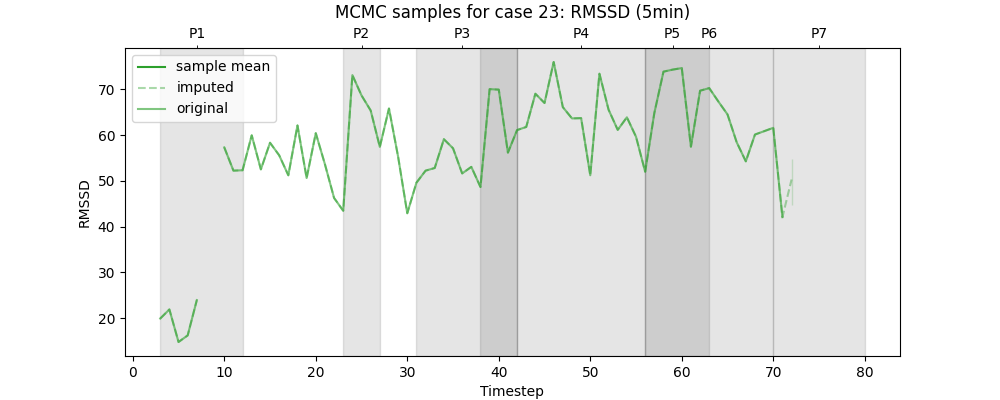 MCMC samples for case 23: RMSSD (5min)
P1 P2 P3 P4 P5 P6 P7
sample mean
imputed
original
RMSSD
70
60
50
40
30
20
0 10 20 30 40 50 60 70 80
Timestep